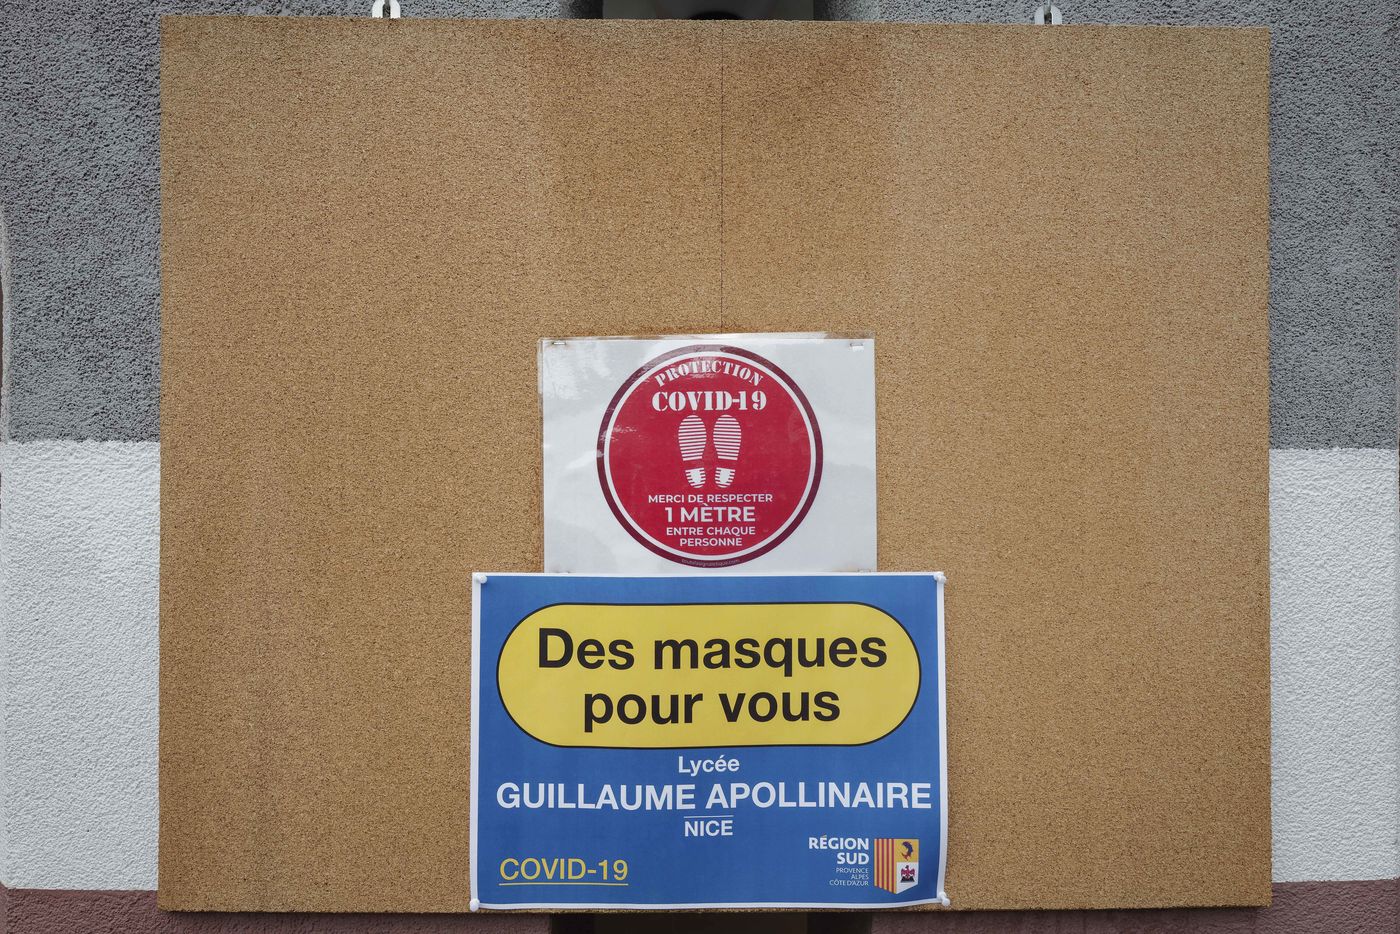 PROTECTION
COVID-19
MERCI DE RESPECTER
1 MÈTRE
ENTRE CHAQUE
PERSONNE
Des masques
pour vous
Lycée
GUILLAUME APOLLINAIRE
NICE
COVID-19
RÉGION
SUD
PROVENCE
ALPES
CÔTE D'AZUR